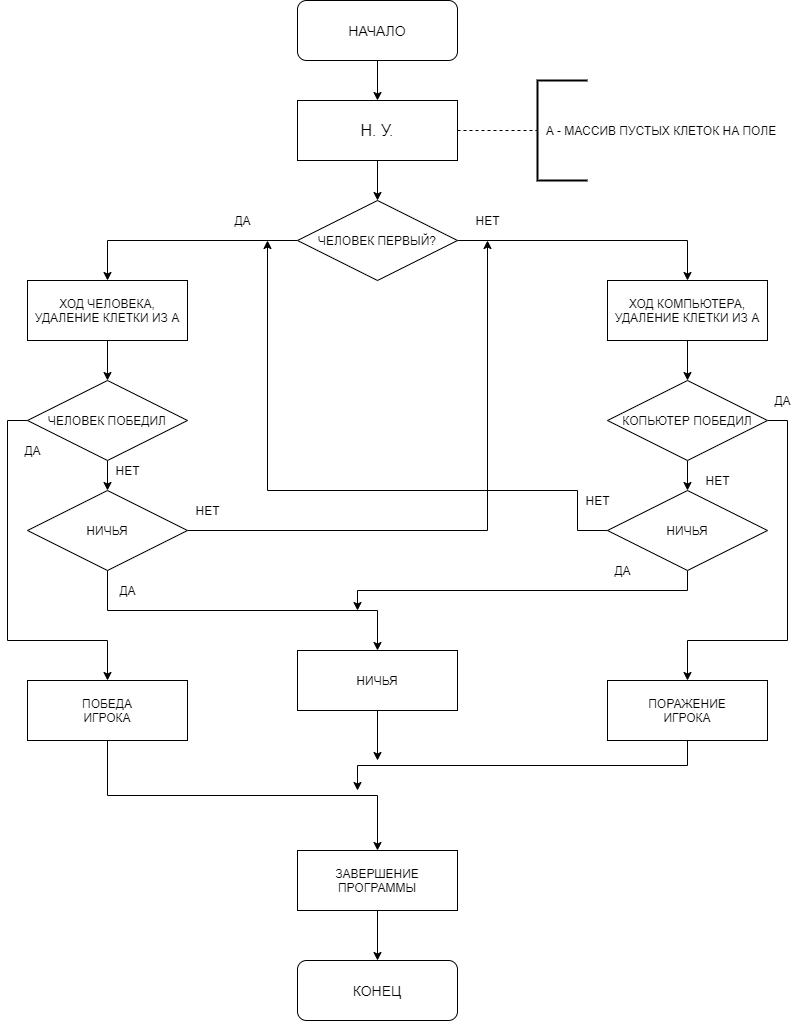 НАЧАЛО
Н. У.
А - МАССИВ ПУСТЫХ КЛЕТОК НА ПОЛЕ
ДА
НЕТ
ЧЕЛОВЕК ПЕРВЫЙ?
ХОД ЧЕЛОВЕКА,
УДАЛЕНИЕ КЛЕТКИ ИЗ А
ХОД КОМПЬЮТЕРА,
УДАЛЕНИЕ КЛЕТКИ ИЗ А
ЧЕЛОВЕК ПОБЕДИЛ
ДА
НЕТ
КОПЬЮТЕР ПОБЕДИЛ
ДА
НЕТ
НИЧЬЯ
НЕТ
ДА
НИЧЬЯ
НЕТ
ДА
ПОБЕДА
ИГРОКА
НИЧЬЯ
ПОРАЖЕНИЕ
ИГРОКА
ЗАВЕРШЕНИЕ
ПРОГРАММЫ
КОНЕЦ